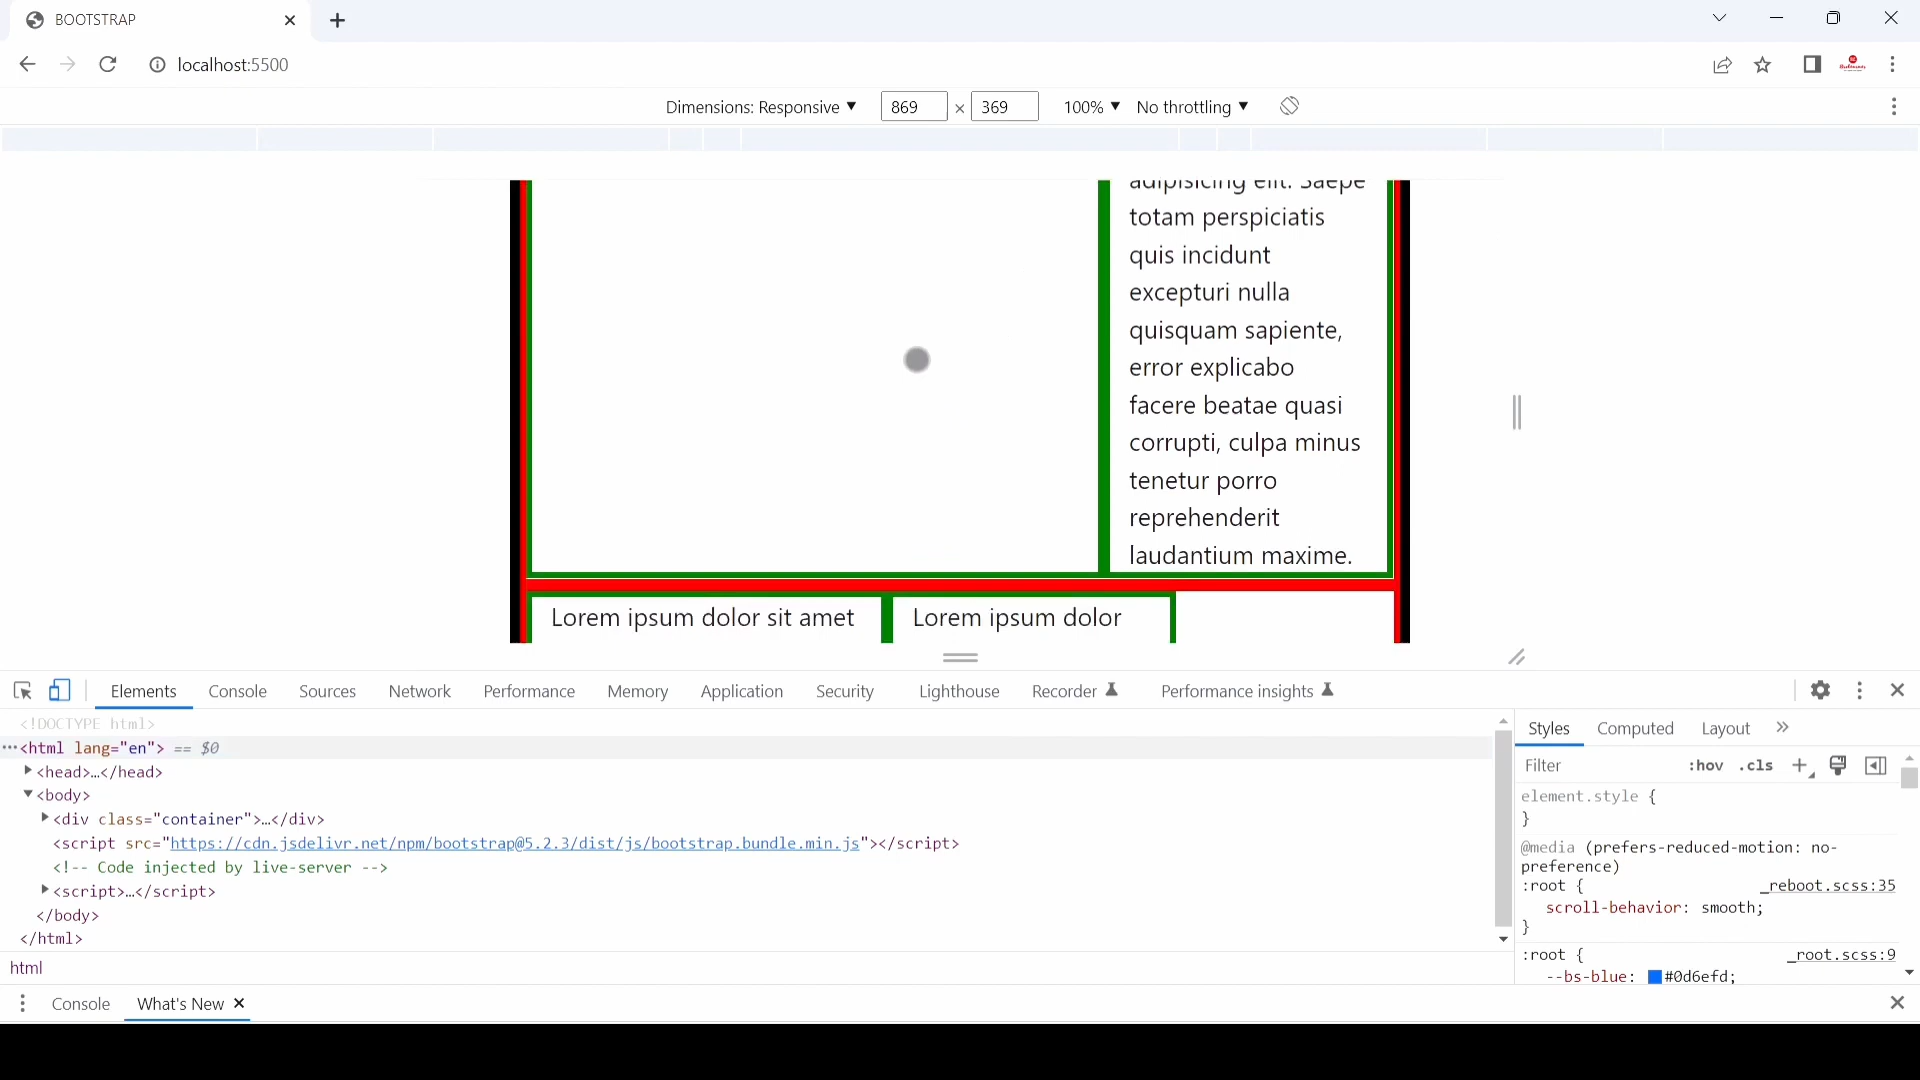 BOOTSTRAP
localhost:5500
Dimensions: Responsive 869 × 369 100% No throttling
adipisicing elit. Saepe
totam perspiciatis
quis incidunt
excepturi nulla
quisquam sapiente,
error explicabo
facere beatae quasi
corrupti, culpa minus
tenetur porro
reprehenderit
laudantium maxime.
Lorem ipsum dolor sit amet
Lorem ipsum dolor
Elements Console Sources Network Performance Memory Application Security Lighthouse Recorder Performance insights
<!DOCTYPE html>
<html lang="en"> == $0
<head>…</head>
<body>
<div class="container">…</div>
<script src="https://cdn.jsdelivr.net/npm/bootstrap@5.2.3/dist/js/bootstrap.bundle.min.js"></script>
<!-- Code injected by live-server -->
<script>…</script>
</body>
</html>
html
Styles Computed Layout
Filter :hov .cls
element.style {
}
@media (prefers-reduced-motion: no-
preference)
:root { _reboot.scss:35
scroll-behavior: smooth;
}
:root { _root.scss:9
--bs-blue: #0d6efd;
Console What's New